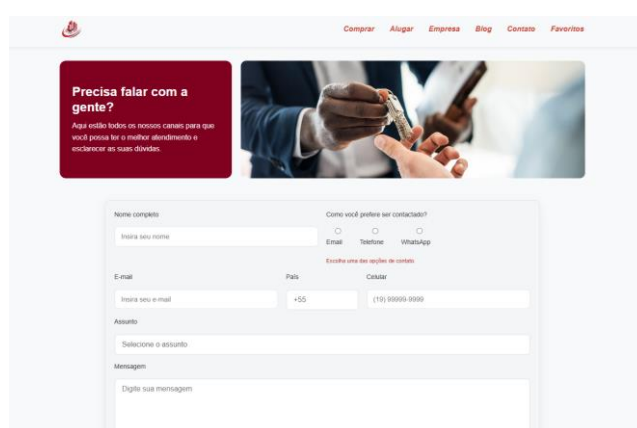 Comprar Alugar Empresa Blog Contato Favoritos
Precisa falar com a
gente?
Aqui estão todos os nossos canais para que
você possa ter o melhor atendimento e
esclarecer as suas dúvidas.
Nome completo
Insira seu nome
Como você prefere ser contactado?
Email Telefone WhatsApp
Escolha uma das opções de contato
E-mail
Insira seu e-mail
País
+55
Celular
(19) 99999-9999
Assunto
Selecione o assunto
Mensagem
Digite sua mensagem